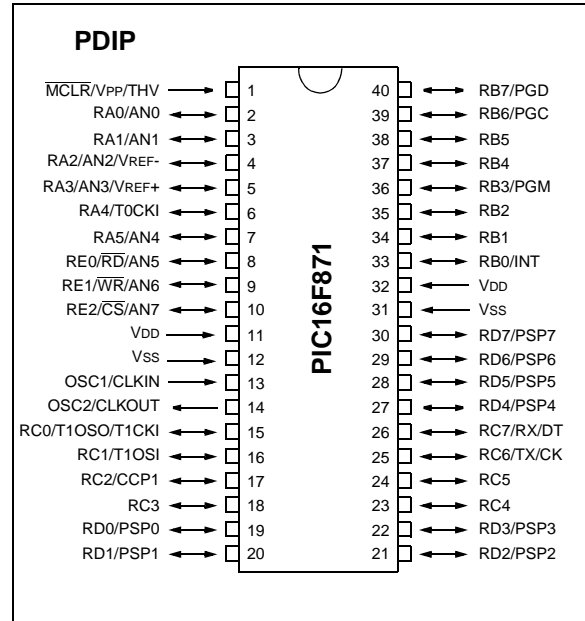 PDIP
MCLR/VPP/THV 1 40 RB7/PGD
RA0/AN0 2 39 RB6/PGC
RA1/AN1 3 38 RB5
RA2/AN2/VREF- 4 37 RB4
RA3/AN3/VREF+ 5 36 RB3/PGM
RA4/T0CKI 6 35 RB2
RA5/AN4 7 34 RB1
RE0/RD/AN5 8 33 RB0/INT
RE1/WR/AN6 9 32 VDD
RE2/CS/AN7 10 31 VSS
VDD 11 30 RD7/PSP7
VSS 12 29 RD6/PSP6
OSC1/CLKIN 13 28 RD5/PSP5
OSC2/CLKOUT 14 27 RD4/PSP4
RC0/T1OSO/T1CKI 15 26 RC7/RX/DT
RC1/T1OSI 16 25 RC6/TX/CK
RC2/CCP1 17 24 RC5
RC3 18 23 RC4
RD0/PSP0 19 22 RD3/PSP3
RD1/PSP1 20 21 RD2/PSP2
PIC16F871